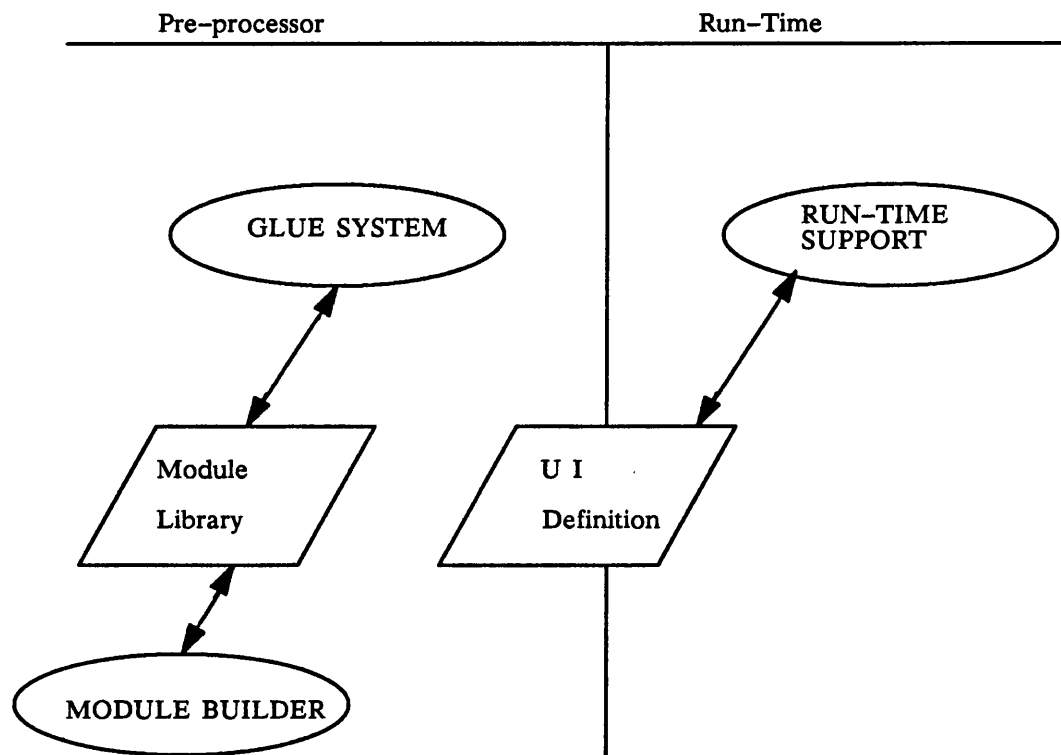 Pre-processor
Run-Time
GLUE SYSTEM
RUN-TIME
SUPPORT
Module
Library
U I
Definition
MODULE BUILDER